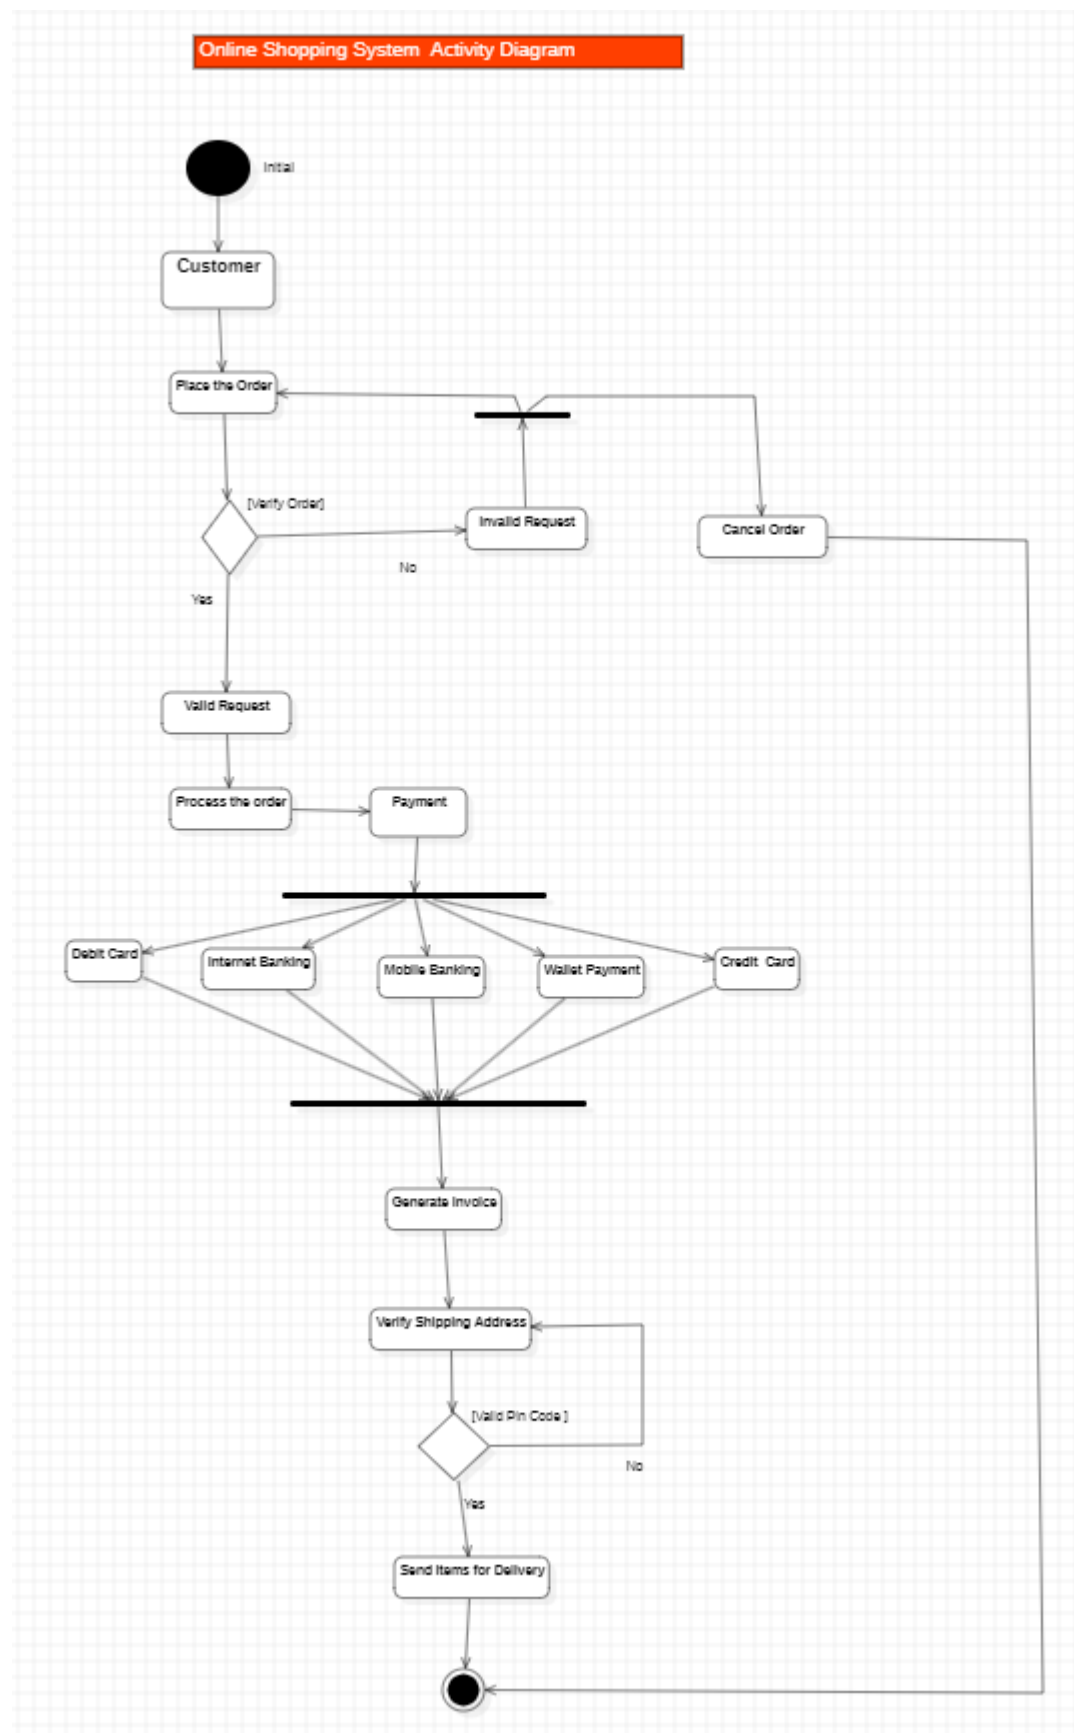 Online Shopping System  Activity Diagram
Initial
Customer
Place the Order
[Verify Order]
Invalid Request
Cancel Order
No
Yes
Valid Request
Process the order
Payment
Debit Card
Internet Banking
Mobile Banking
Wallet Payment
Credit  Card
Generate Invoice
Verify Shipping Address
[Valid Pin Code ]
No
Yes
Send Items for Delivery